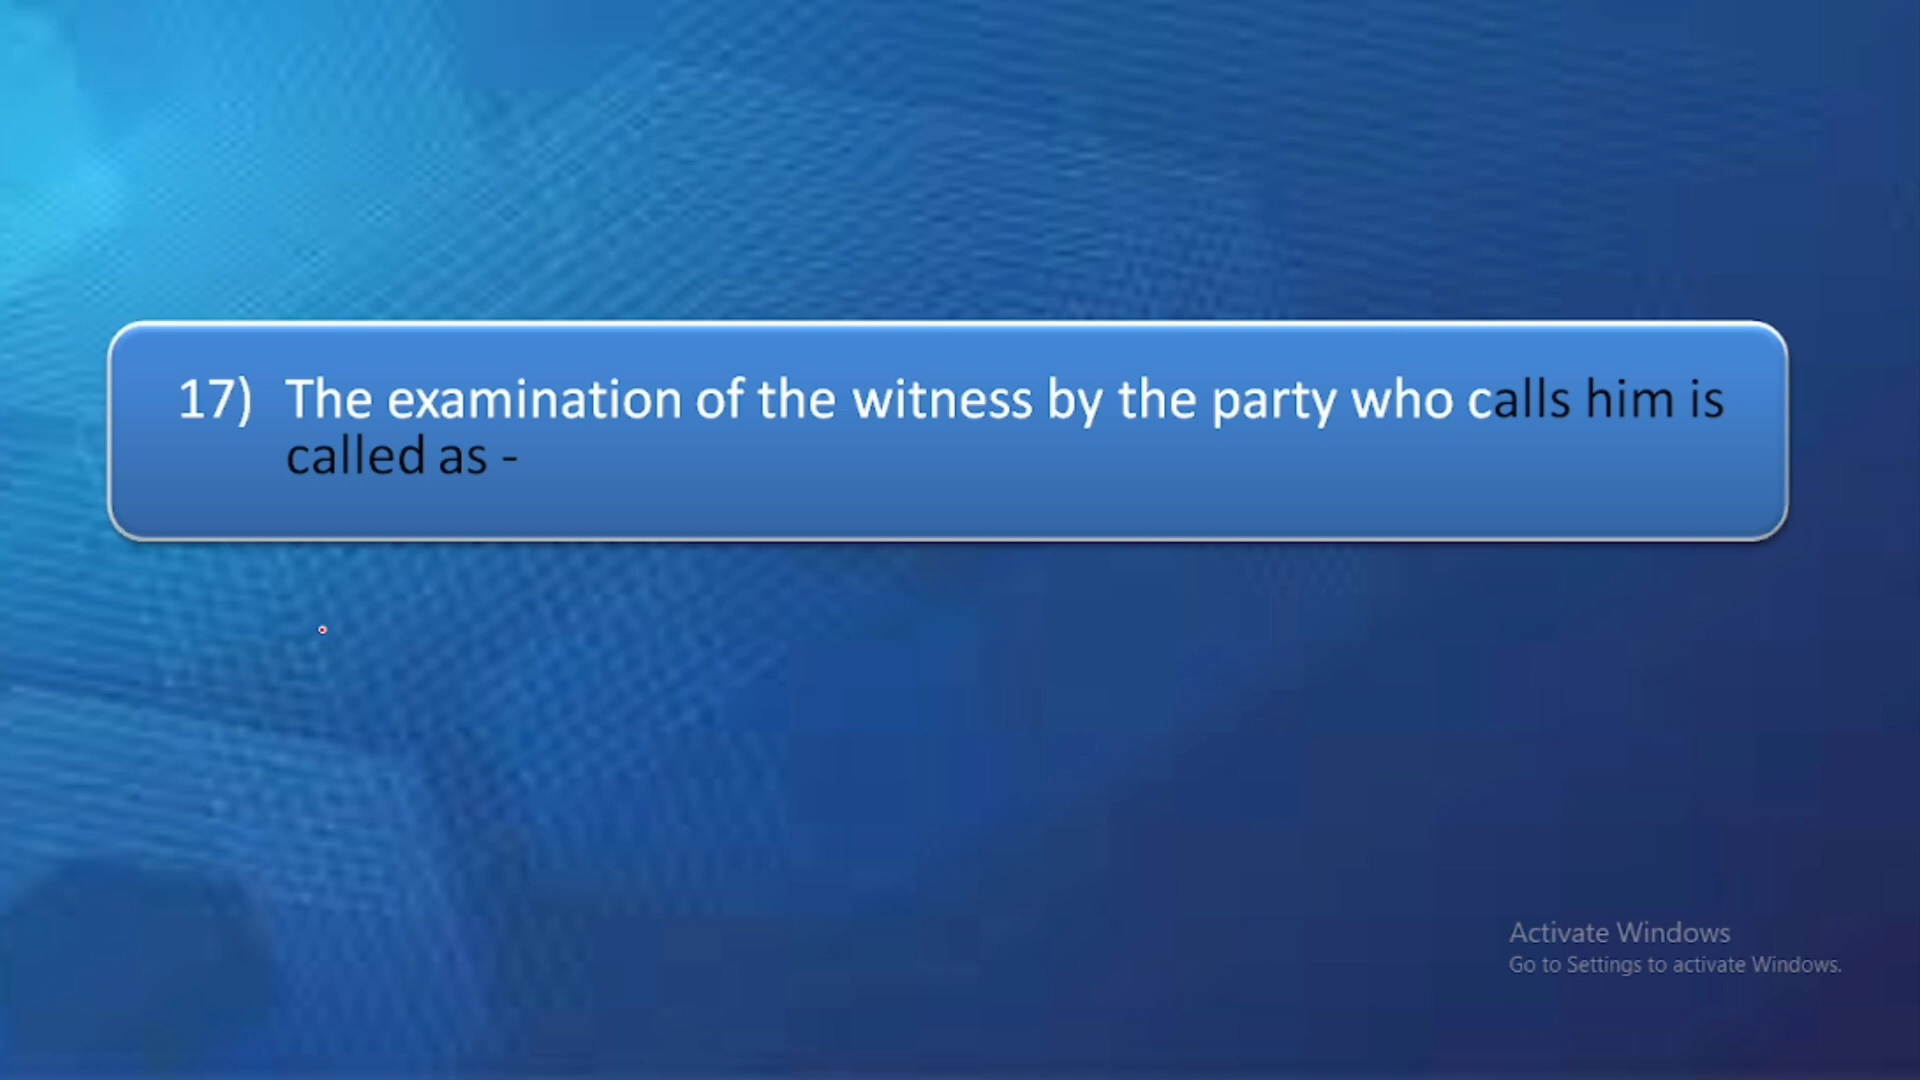 17) The examination of the witness by the party who calls him is
called as -
Activate Windows
Go to Settings to activate Windows.